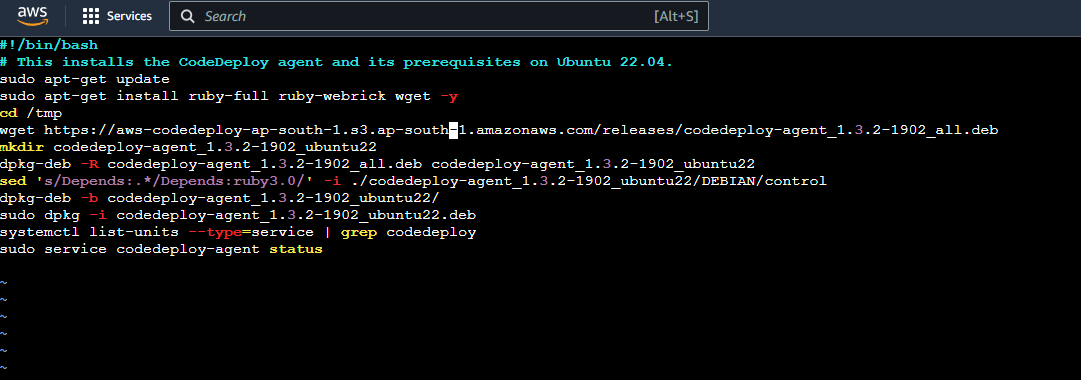 aws Services Search [Alt+S]
#!/bin/bash
# This installs the CodeDeploy agent and its prerequisites on Ubuntu 22.04.
sudo apt-get update
sudo apt-get install ruby-full ruby-webrick wget -y
cd /tmp
wget https://aws-codedeploy-ap-south-1.s3.ap-south-1.amazonaws.com/releases/codedeploy-agent_1.3.2-1902_all.deb
mkdir codedeploy-agent_1.3.2-1902_ubuntu22
dpkg-deb -R codedeploy-agent_1.3.2-1902_all.deb codedeploy-agent_1.3.2-1902_ubuntu22
sed 's/Depends:.*/Depends:ruby3.0/' -i ./codedeploy-agent_1.3.2-1902_ubuntu22/DEBIAN/control
dpkg-deb -b codedeploy-agent_1.3.2-1902_ubuntu22/
sudo dpkg -i codedeploy-agent_1.3.2-1902_ubuntu22.deb
systemctl list-units --type=service | grep codedeploy
sudo service codedeploy-agent status
~
~
~
~
~
~